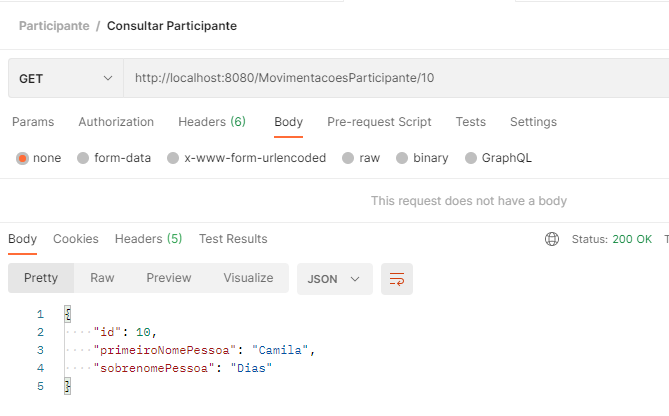 Participante / Consultar Participante
GET http://localhost:8080/MovimentacoesParticipante/10
Params Authorization Headers (6) Body Pre-request Script Tests Settings
none form-data x-www-form-urlencoded raw binary GraphQL
This request does not have a body
Body Cookies Headers (5) Test Results Status: 200 OK T
Pretty Raw Preview Visualize JSON
1 {
2 "id": 10,
3 "primeiroNomePessoa": "Camila",
4 "sobrenomePessoa": "Dias"
5 }